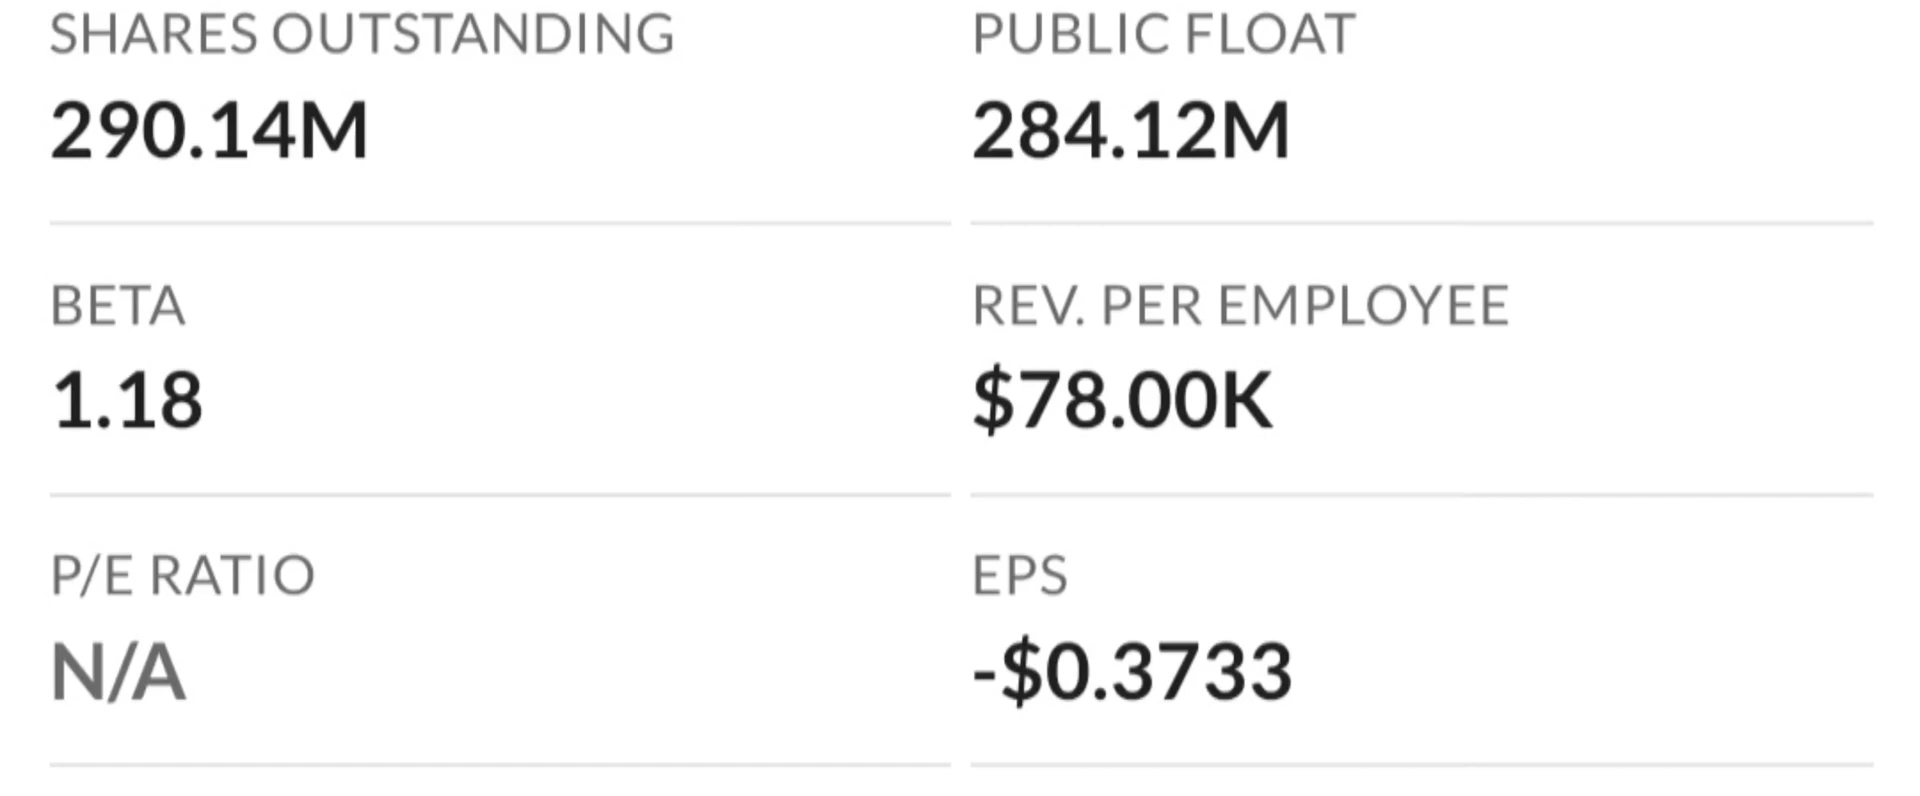 SHARES OUTSTANDING
290.14M
PUBLIC FLOAT
284.12M
BETA
1.18
REV. PER EMPLOYEE
$78.00K
P/E RATIO
N/A
EPS
-$0.3733